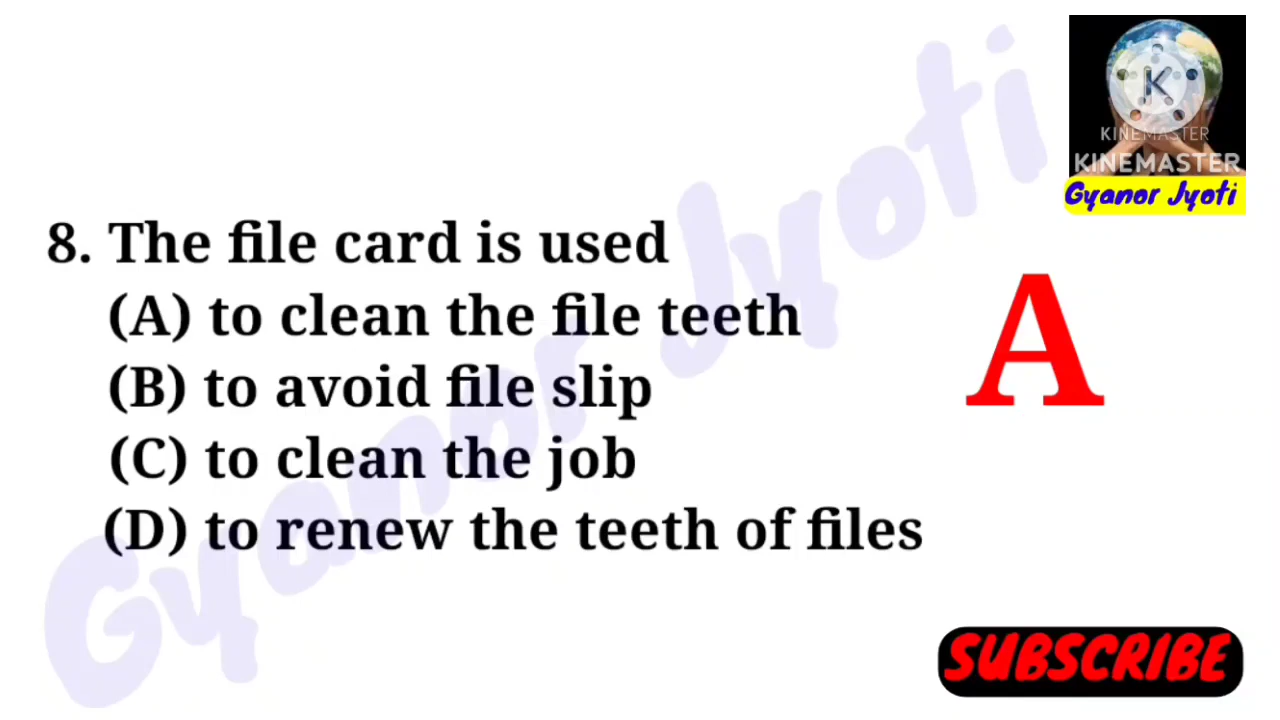 KINEMASTER
KINEMASTER
Gyanor Jyoti
8. The file card is used
(A) to clean the file teeth
(B) to avoid file slip
(C) to clean the job
(D) to renew the teeth of files
A
Gyanor Jyoti
SUBSCRIBE